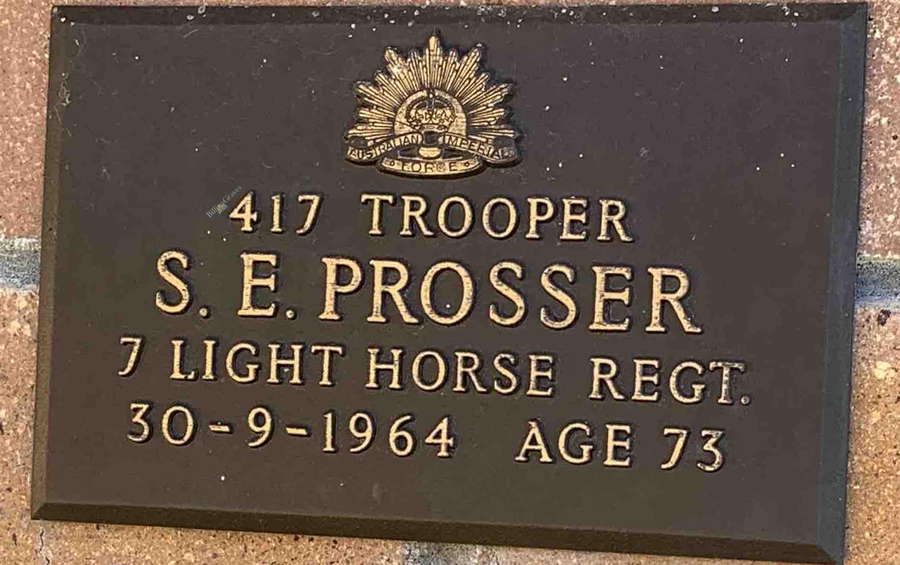 AUSTRALIAN IMPERIAL
FORCE
417 TROOPER
S. E. PROSSER
7 LIGHT HORSE REGT.
30-9-1964 AGE 73